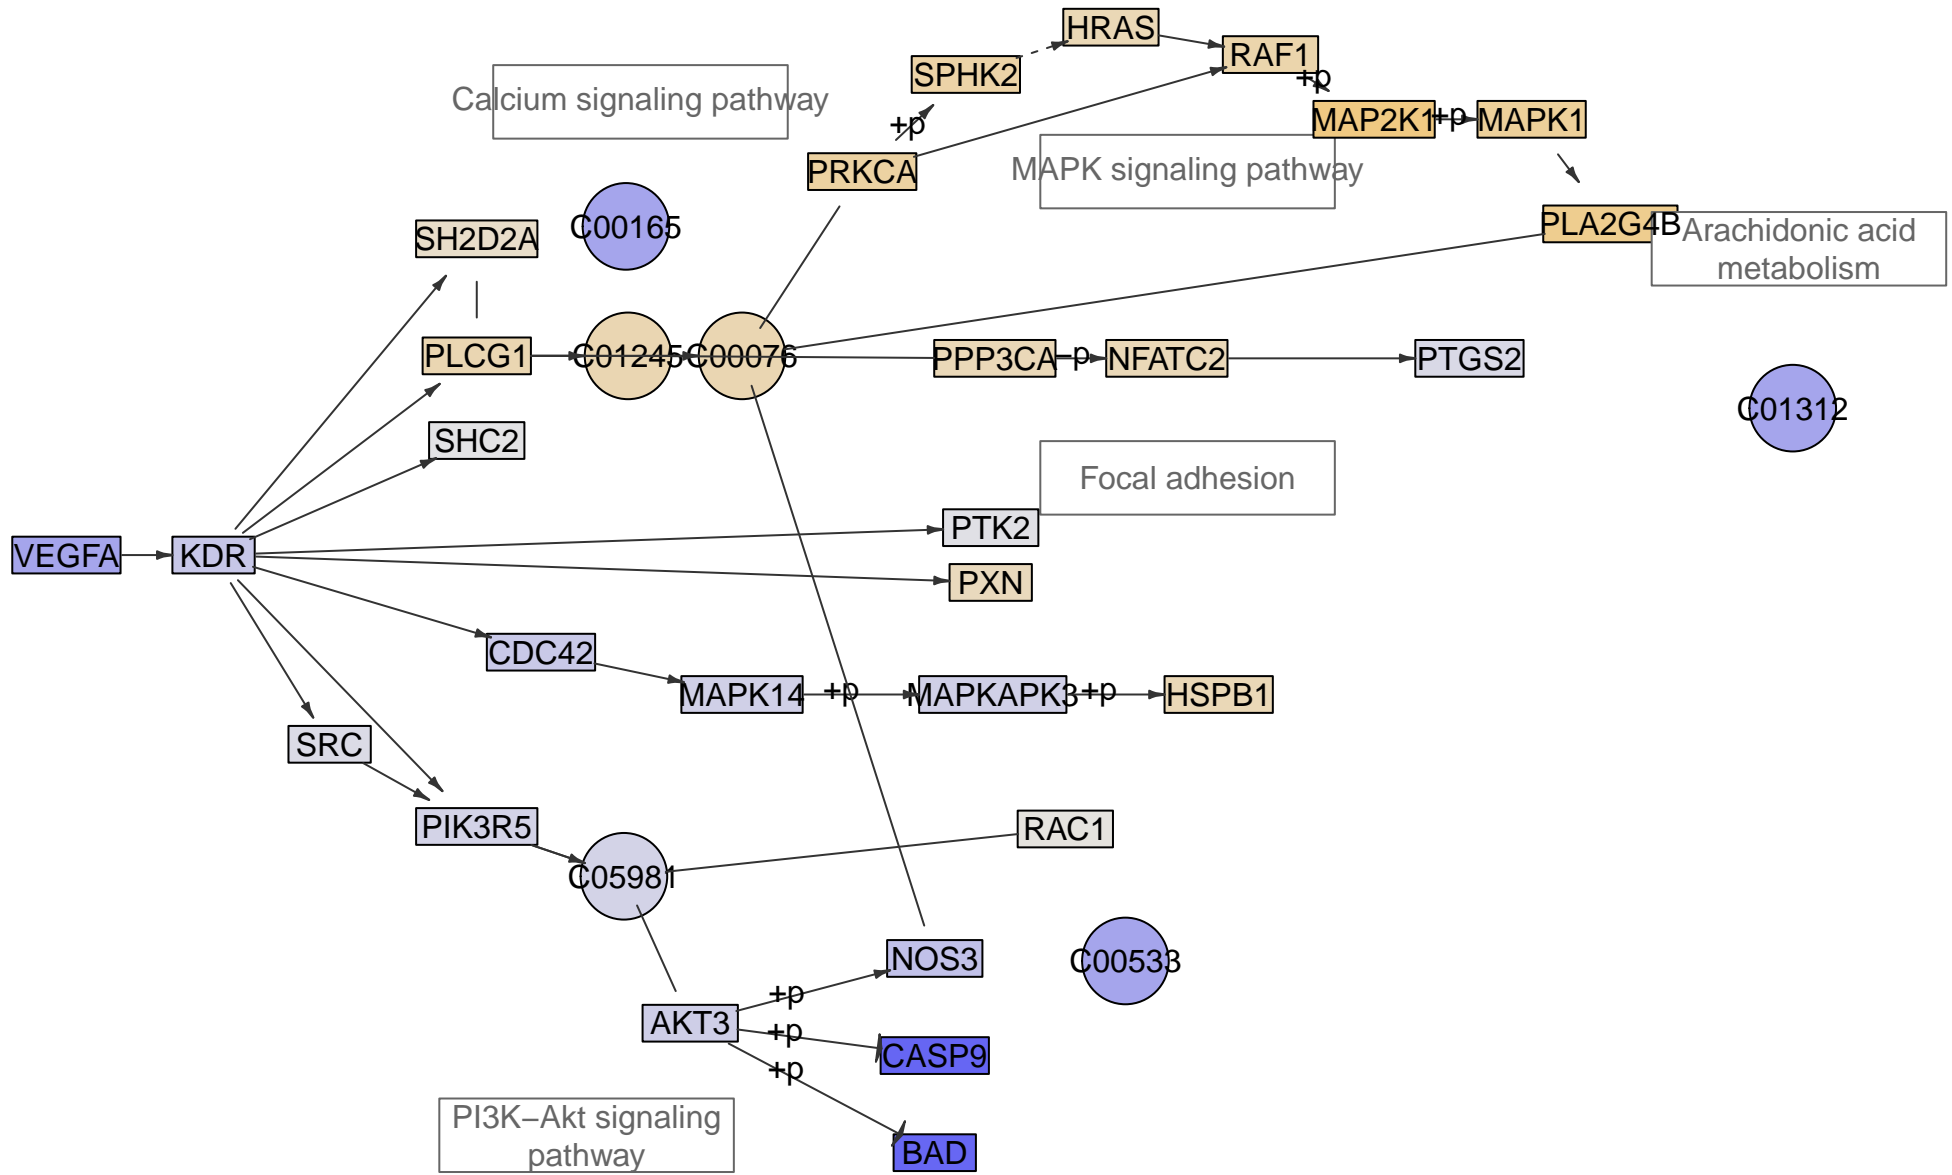 HRAS
RAF1
+p
SPHK2
Calcium signaling pathway
+p
MAP2K1
+p
MAPK1
PRKCA
MAPK signaling pathway
C00165
SH2D2A
PLA2G4B
Arachidonic acid
metabolism
PLCG1
C01245
C00076
PPP3CA
−p
NFATC2
PTGS2
C01312
SHC2
Focal adhesion
PTK2
VEGFA
KDR
PXN
CDC42
MAPK14
+p
MAPKAPK3
+p
HSPB1
SRC
PIK3R5
RAC1
C05981
NOS3
C00533
+p
AKT3
+p
CASP9
+p
PI3K−Akt signaling
pathway
BAD